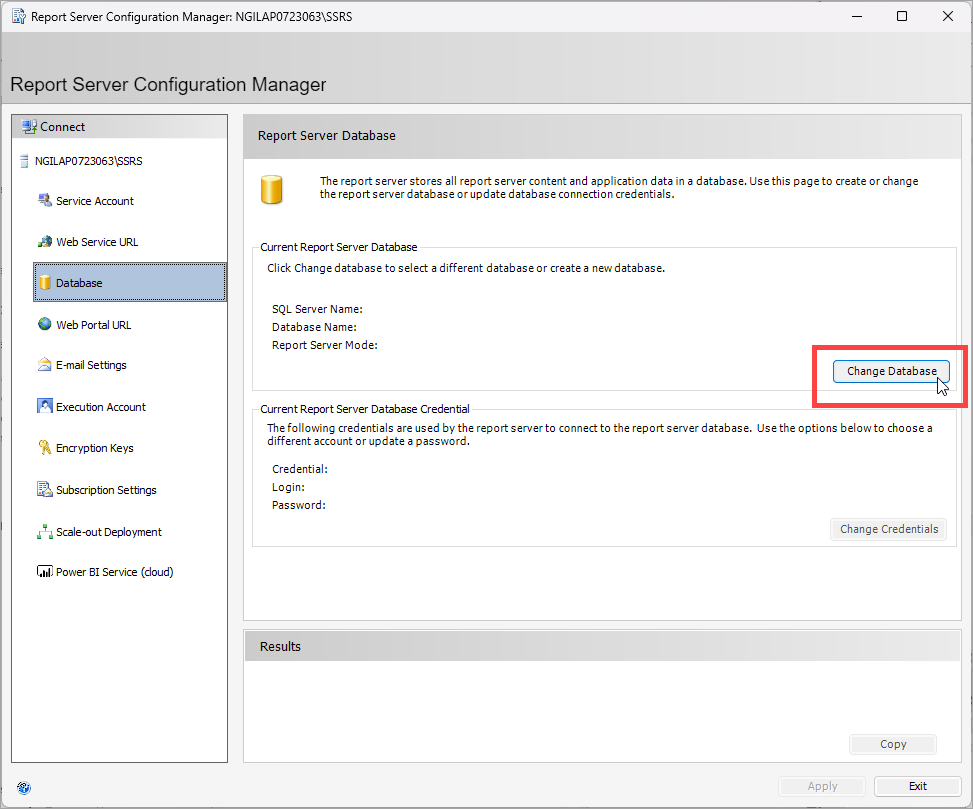 Report Server Configuration Manager: NGILAP0723063\SSRS
Report Server Configuration Manager
Connect
NGILAP0723063\SSRS
Service Account
Web Service URL
Database
Web Portal URL
E-mail Settings
Execution Account
Encryption Keys
Subscription Settings
Scale-out Deployment
Power BI Service (cloud)
Report Server Database
The report server stores all report server content and application data in a database. Use this page to create or change
the report server database or update database connection credentials.
Current Report Server Database
Click Change database to select a different database or create a new database.
SQL Server Name:
Database Name:
Report Server Mode:
Change Database
Current Report Server Database Credential
The following credentials are used by the report server to connect to the report server database.  Use the options below to choose a
different account or update a password.
Credential:
Login:
Password:
Change Credentials
Results
Copy
Apply
Exit